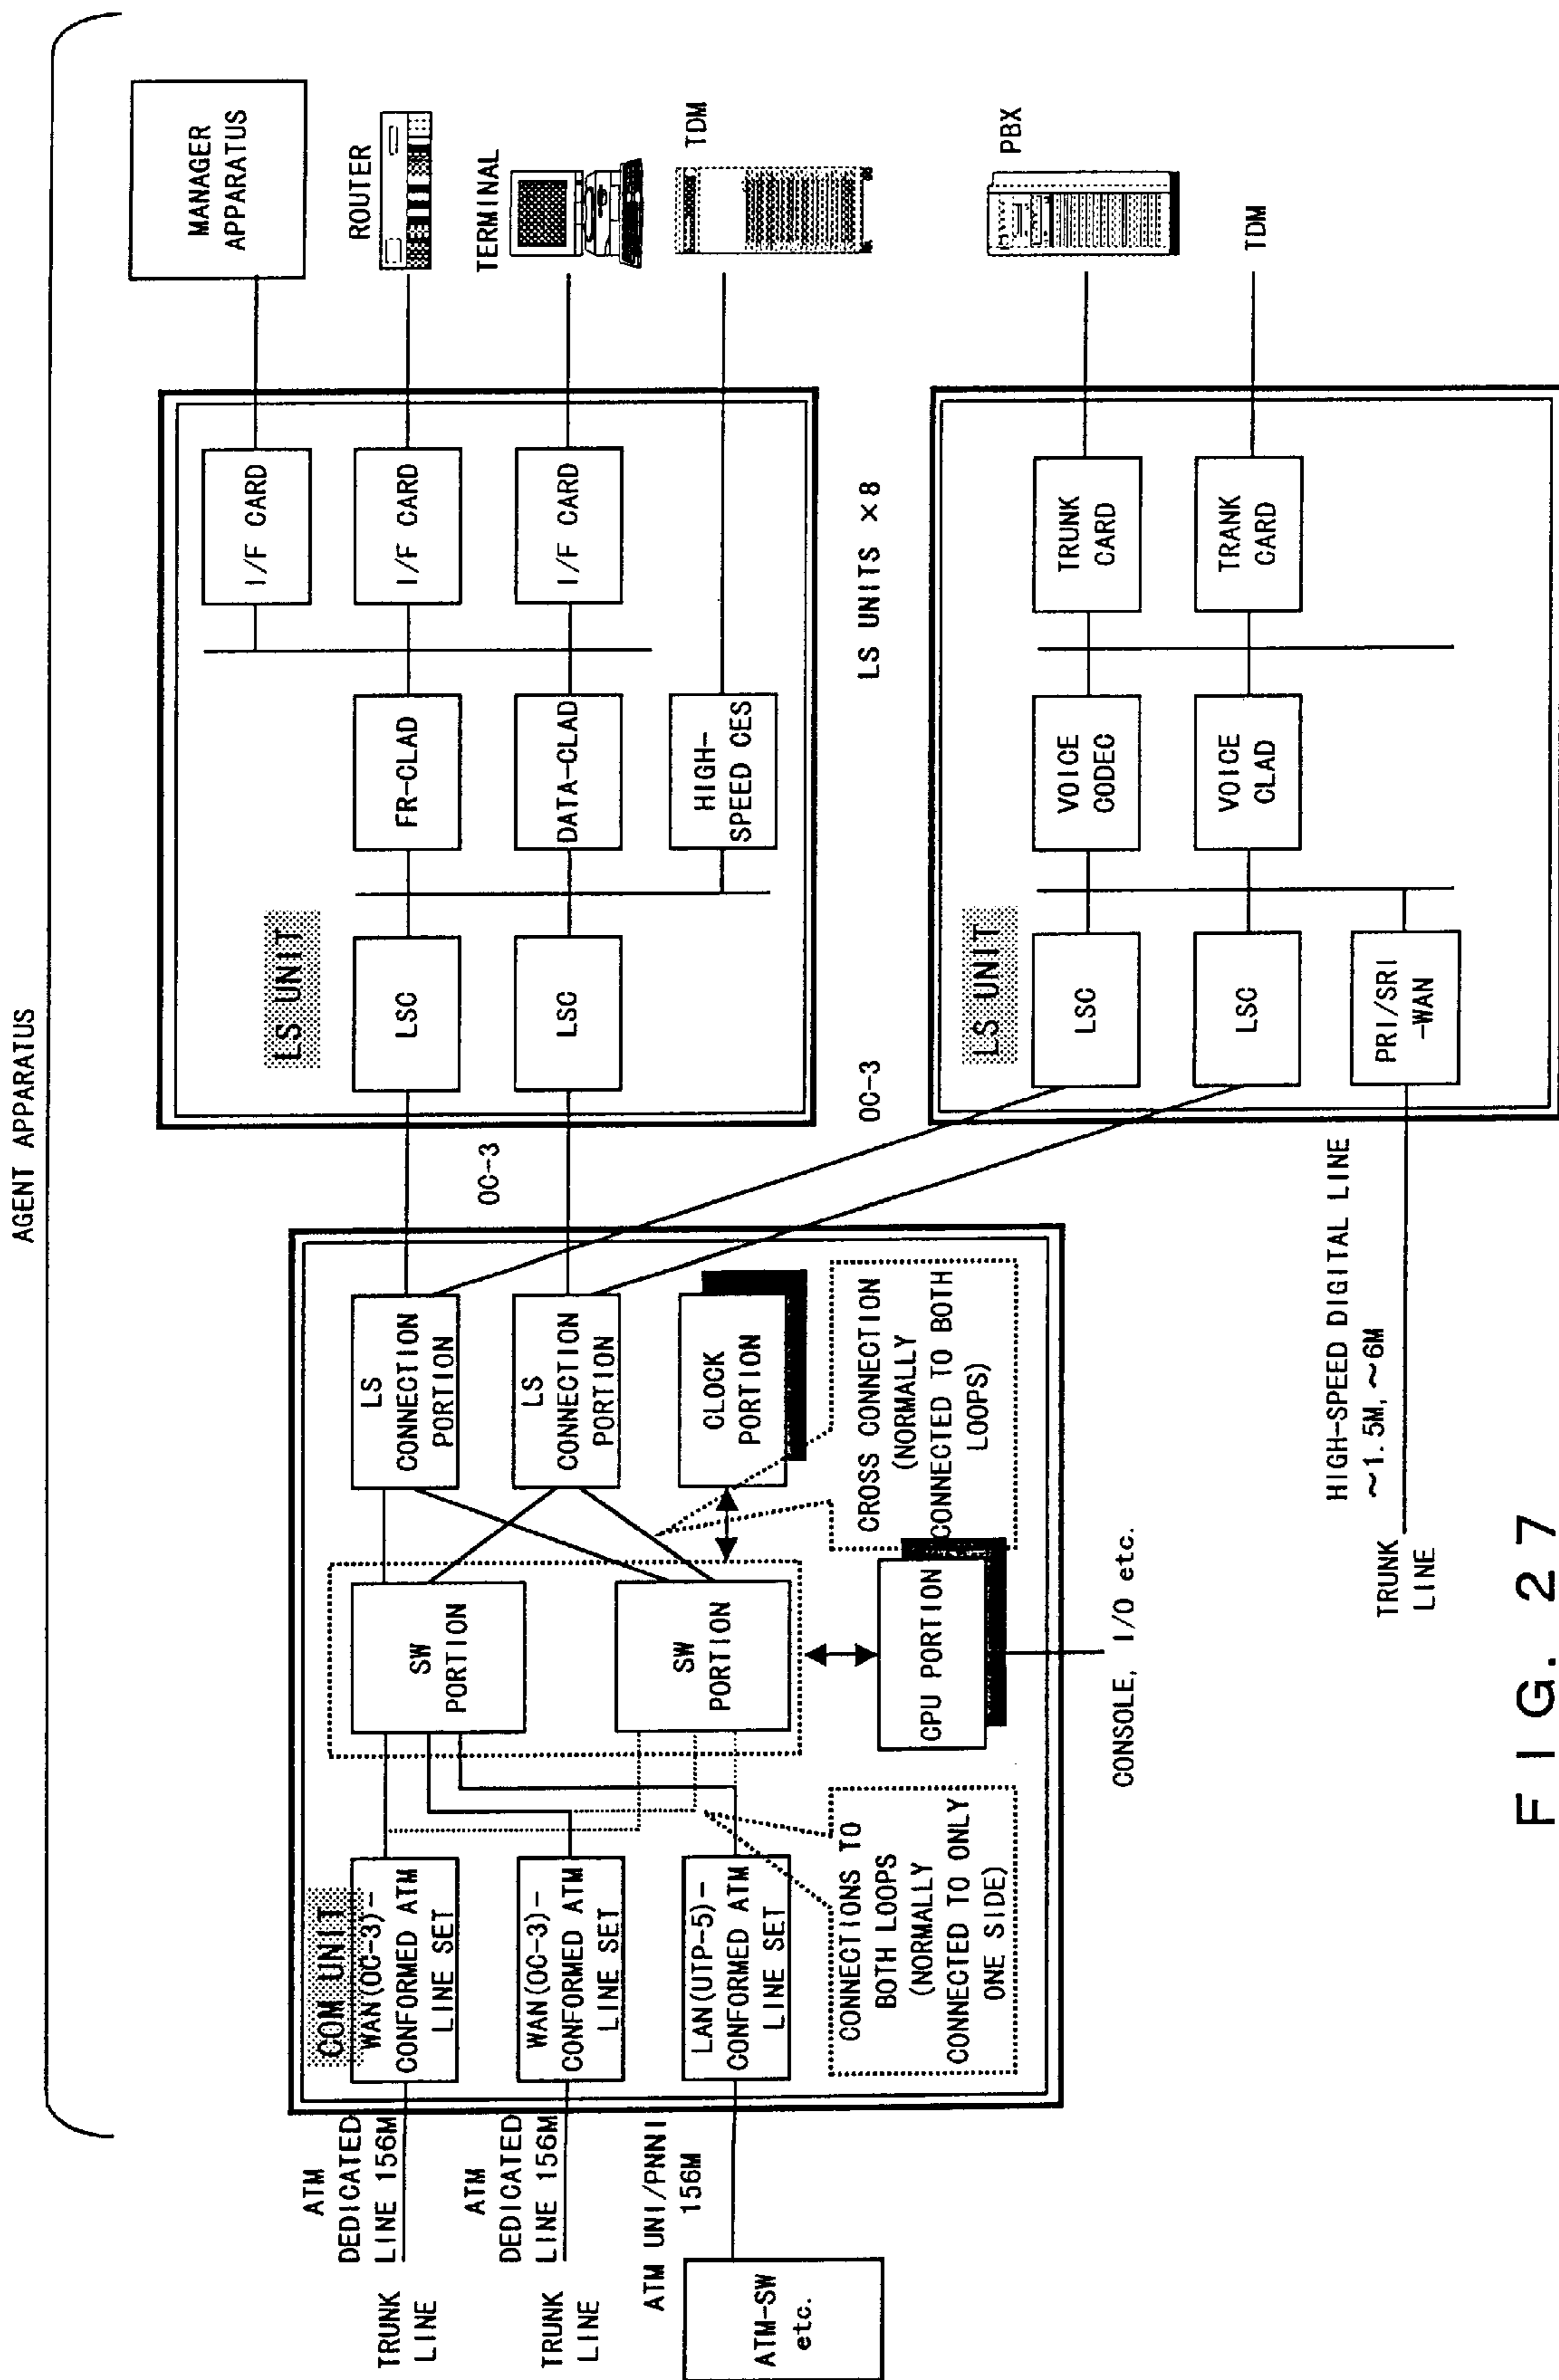 AGENT APPARATUS
ATM
DEDICATED
LINE 156M
TRUNK
LINE
ATM
DEDICATED
LINE 156M
TRUNK
LINE
ATM UNI/PNNI
156M
ATM-SW
etc.
COM UNIT
WAN(OC-3)-
CONFORMED ATM
LINE SET
WAN(OC-3)-
CONFORMED ATM
LINE SET
LAN(UTP-5)-
CONFORMED ATM
LINE SET
CONNECTIONS TO
BOTH LOOPS
(NORMALLY
CONNECTED TO ONLY
ONE SIDE)
SW
PORTION
SW
PORTION
CPU PORTION
CONSOLE, I/O etc.
LS
CONNECTION
PORTION
LS
CONNECTION
PORTION
CLOCK
PORTION
CROSS CONNECTION
(NORMALLY
CONNECTED TO BOTH
LOOPS)
OC-3
OC-3
LS UNIT
LSC
LSC
FR-CLAD
DATA-CLAD
HIGH-
SPEED CES
I/F CARD
I/F CARD
I/F CARD
MANAGER
APPARATUS
ROUTER
TERMINAL
TDM
LS UNITS ×8
LS UNIT
LSC
LSC
PRI/SRI
-WAN
VOICE
CODEC
VOICE
CLAD
TRUNK
CARD
TRANK
CARD
PBX
TDM
HIGH-SPEED DIGITAL LINE
~1.5M, ~6M
TRUNK
LINE
FIG. 27